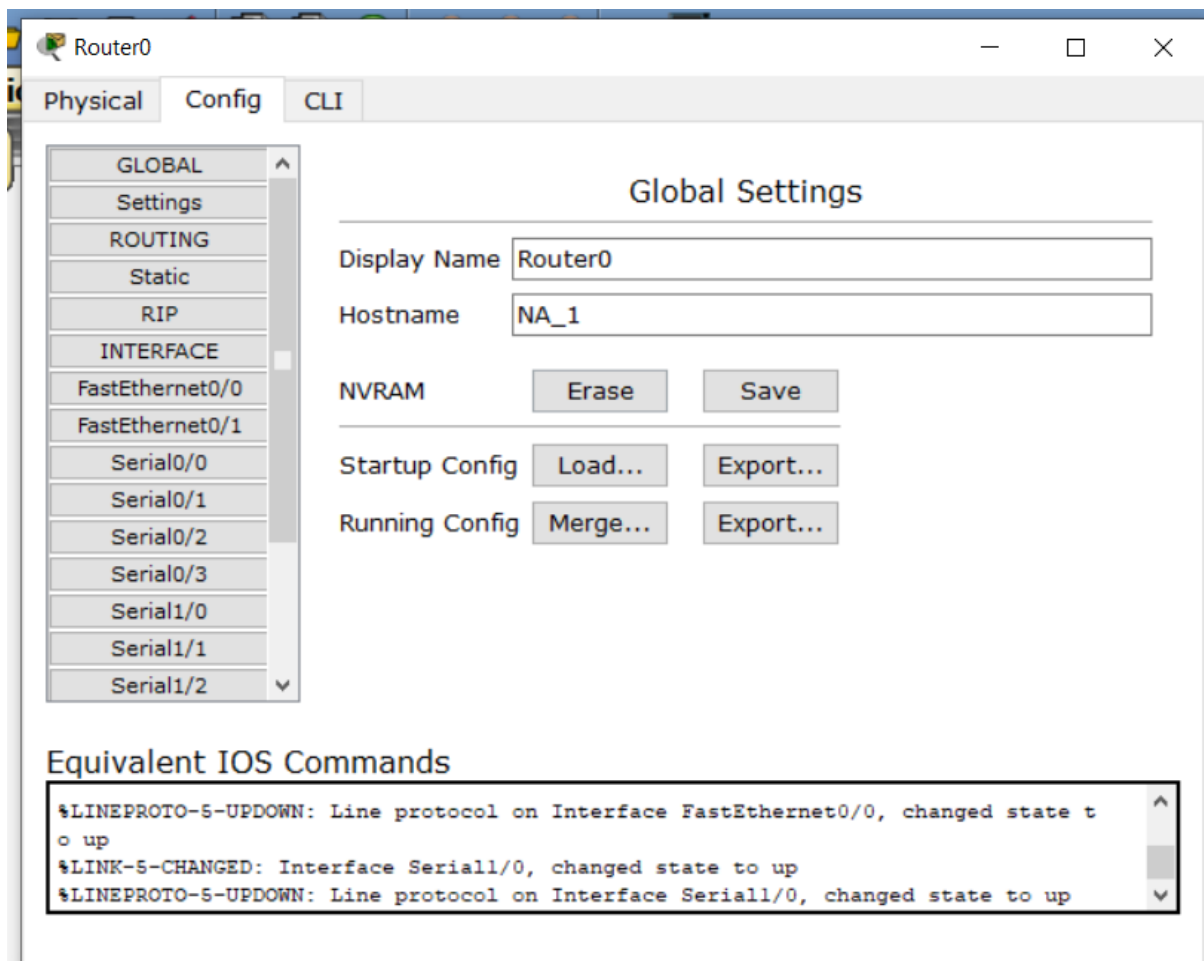 Router0
Physical Config CLI
GLOBAL
Settings
ROUTING
Static
RIP
INTERFACE
FastEthernet0/0
FastEthernet0/1
Serial0/0
Serial0/1
Serial0/2
Serial0/3
Serial1/0
Serial1/1
Serial1/2
Global Settings
Display Name Router0
Hostname NA_1
NVRAM Erase Save
Startup Config Load... Export...
Running Config Merge... Export...
Equivalent IOS Commands
%LINEPROTO-5-UPDOWN: Line protocol on Interface FastEthernet0/0, changed state t
o up
%LINK-5-CHANGED: Interface Serial1/0, changed state to up
%LINEPROTO-5-UPDOWN: Line protocol on Interface Serial1/0, changed state to up